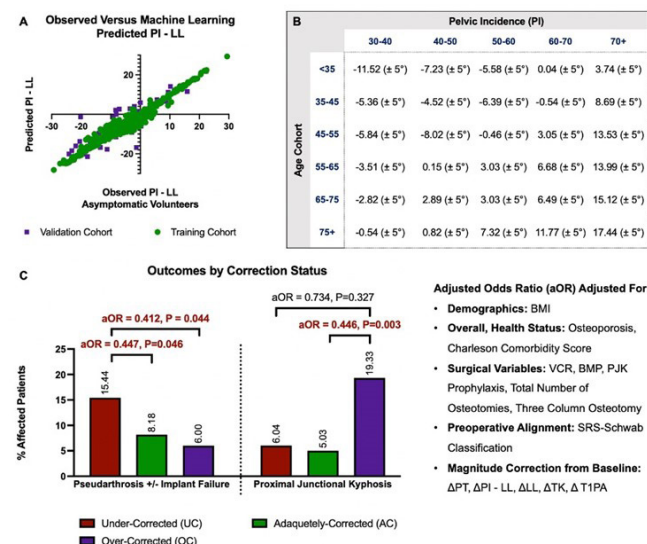 A
Observed Versus Machine Learning
Predicted PI - LL
Predicted PI - LL
20
-30
-20
-10
10
20
30
-20
Observed PI - LL
Asymptomatic Volunteers
Validation Cohort
Training Cohort
B
Pelvic Incidence (PI)
30-40 40-50 50-60 60-70 70+
Age Cohort
<35 -11.52 (± 5°) -7.23 (± 5°) -5.58 (± 5°) 0.04 (± 5°) 3.74 (± 5°)
35-45 -5.36 (± 5°) -4.52 (± 5°) -6.39 (± 5°) -0.54 (± 5°) 8.69 (± 5°)
45-55 -5.84 (± 5°) -8.02 (± 5°) -0.46 (± 5°) 3.05 (± 5°) 13.53 (± 5°)
55-65 -3.51 (± 5°) 0.15 (± 5°) 3.03 (± 5°) 6.68 (± 5°) 13.99 (± 5°)
65-75 -2.82 (± 5°) 2.89 (± 5°) 3.03 (± 5°) 6.49 (± 5°) 15.12 (± 5°)
75+ -0.54 (± 5°) 0.82 (± 5°) 7.32 (± 5°) 11.77 (± 5°) 17.44 (± 5°)
C
Outcomes by Correction Status
aOR = 0.412, P = 0.044
aOR = 0.447, P=0.046
aOR = 0.734, P=0.327
aOR = 0.446, P=0.003
% Affected Patients
25
20
15
10
5
0
15.44
8.18
6.00
6.04
5.03
19.33
Pseudarthrosis +/- Implant Failure
Proximal Junctional Kyphosis
Under-Corrected (UC)
Adaquetely-Corrected (AC)
Over-Corrected (OC)
Adjusted Odds Ratio (aOR) Adjusted For
• Demographics: BMI
• Overall, Health Status: Osteoporosis,
Charleson Comorbidity Score
• Surgical Variables: VCR, BMP, PJK
Prophylaxis, Total Number of
Osteotomies, Three Column Osteotomy
• Preoperative Alignment: SRS-Schwab
Classification
• Magnitude Correction from Baseline:
ΔPT, ΔPI - LL, ΔLL, ΔTK, Δ T1PA